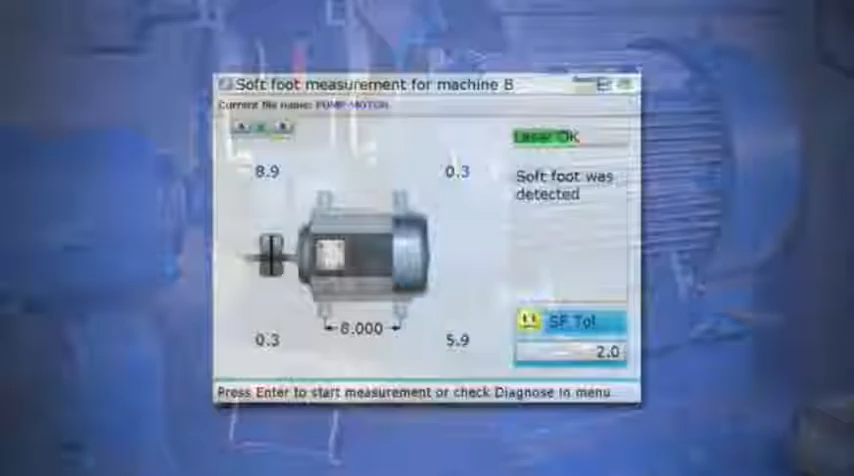 Soft foot measurement for machine B
Current file name: PUMP-MOTOR
Laser OK
8.9
0.3
Soft foot was
detected
8.000
0.3
5.9
SF Tol
2.0
Press Enter to start measurement or check Diagnose in menu